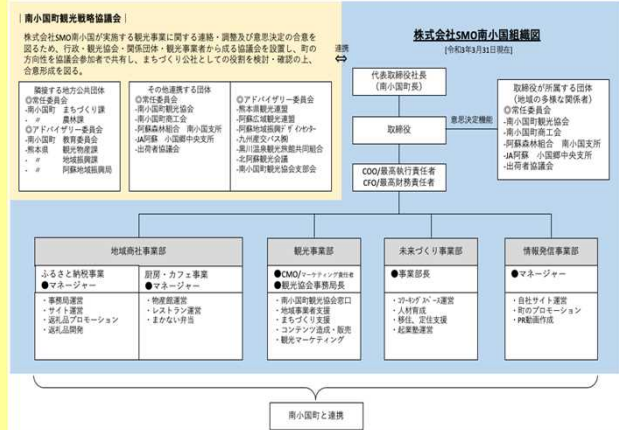 | 南小国町観光戦略協議会 |
株式会社SMO南小国が実施する観光事業に関する連絡・調整及び意思決定の合意を
図るため、行政・観光協会・関係団体・観光事業者から成る協議会を設置し、町の
方向性を協議会参加者で共有し、まちづくり公社としての役割を検討・確認の上、
合意形成を図る。
隣接する地方公共団体
◎常任委員会
-南小国町 まちづくり課
- 〃 農林課
◎アドバイザリー委員会
-南小国町 教育委員会
-熊本県 観光物産課
- 〃 地域振興課
- 〃 阿蘇地域振興局
その他連携する団体
◎常任委員会
-南小国町観光協会
-南小国町商工会
-阿蘇森林組合 南小国支所
-JA阿蘇 小国郷中央支所
-出荷者協議会
◎アドバイザリー委員会
-熊本県観光連盟
-阿蘇広域観光連盟
-阿蘇地域振興デザインセンター
-九州産交バス㈱
-黒川温泉観光旅館共同組合
-北阿蘇観光会議
-南小国町観光協会支部会
連携
⇔
株式会社SMO南小国組織図
[令和3年3月31日現在]
代表取締役社長
(南小国町長)
取締役
意思決定機能
取締役が所属する団体
(地域の多様な関係者)
◎常任委員会
-南小国町観光協会
-南小国町商工会
-阿蘇森林組合 南小国支所
-JA阿蘇 小国郷中央支所
-出荷者協議会
COO/最高執行責任者
CFO/最高財務責任者
地域商社事業部
ふるさと納税事業
●マネージャー
・事務局運営
・サイト運営
・返礼品プロモーション
・返礼品開発
厨房・カフェ事業
●マネージャー
・物産館運営
・レストラン運営
・まかない弁当
観光事業部
●CMO/マーケティング責任者
●観光協会事務局長
・南小国町観光協会窓口
・地域事業者支援
・まちづくり支援
・コンテンツ造成・販売
・観光マーケティング
未来づくり事業部
●事業部長
・コワーキングスペース運営
・人材育成
・移住、定住支援
・起業塾運営
情報発信事業部
●マネージャー
・自社サイト運営
・町のプロモーション
・PR動画作成
南小国町と連携